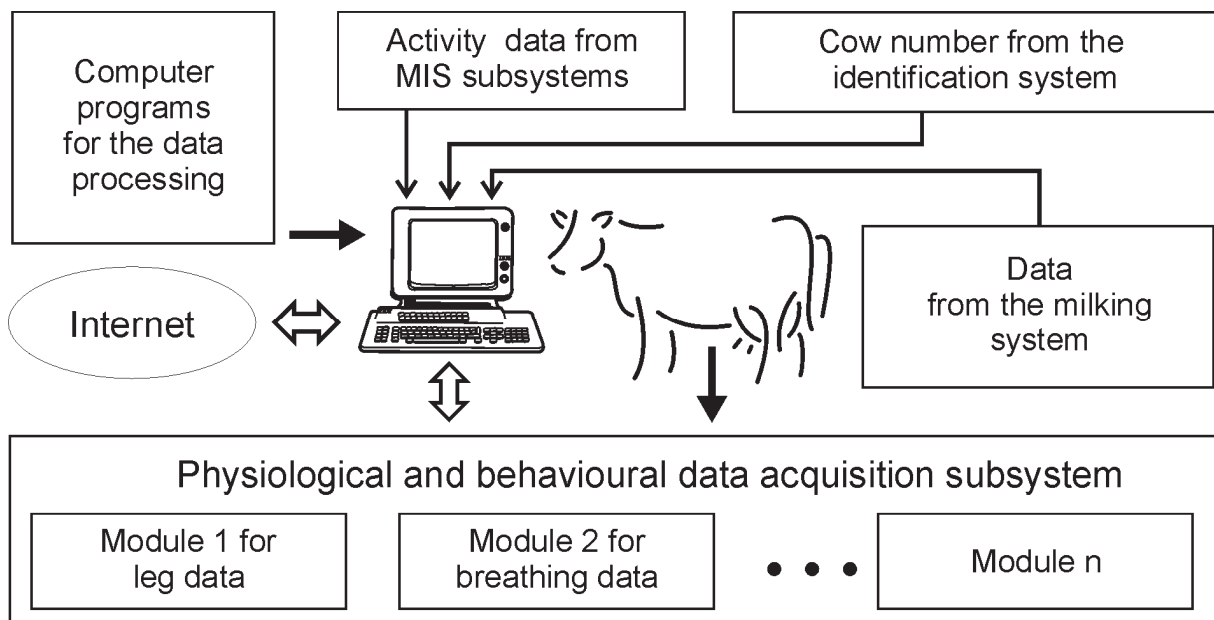 Computer
programs
for the data
processing
Activity data from
MIS subsystems
Cow number from the
identification system
Internet
Data
from the milking
system
Physiological and behavioural data acquisition subsystem
Module 1 for
leg data
Module 2 for
breathing data
• • •
Module n